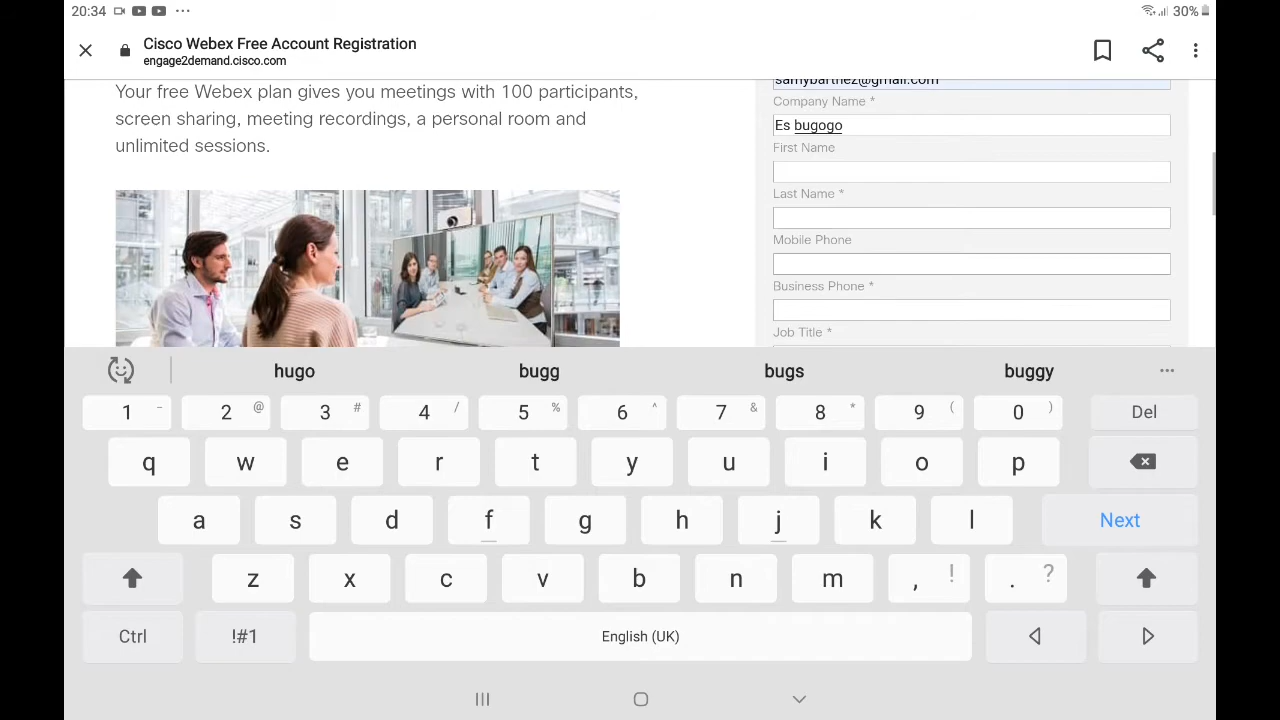 20:34
30%
Cisco Webex Free Account Registration
engage2demand.cisco.com
Your free Webex plan gives you meetings with 100 participants,
screen sharing, meeting recordings, a personal room and
unlimited sessions.
samybarthez@gmail.com
Company Name *
Es bugogo
First Name
Last Name *
Mobile Phone
Business Phone *
Job Title *
hugo bugg bugs buggy
1 – 2 @ 3 # 4 / 5 % 6 ^ 7 & 8 * 9 ( 0 ) Del
q w e r t y u i o p
a s d f g h j k l Next
z x c v b n m , ! . ?
Ctrl !#1 English (UK)